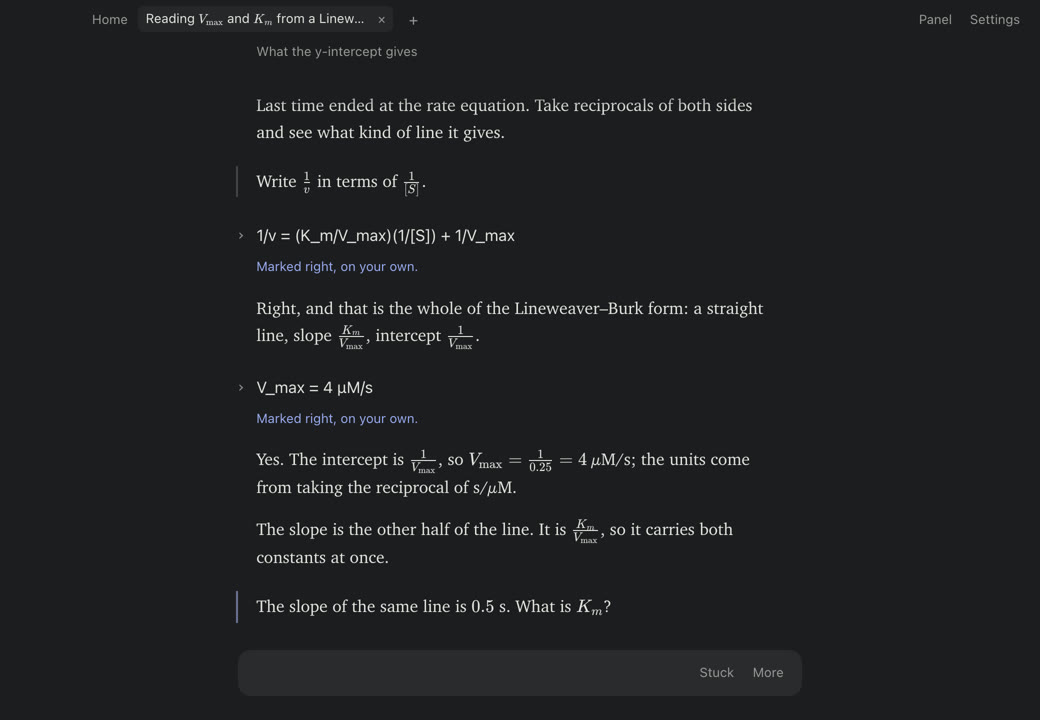 Home
Reading V_max and K_m from a Linew...
×
+
Panel
Settings
What the y-intercept gives
Last time ended at the rate equation. Take reciprocals of both sides
and see what kind of line it gives.
Write 1/v in terms of 1/[S].
1/v = (K_m/V_max)(1/[S]) + 1/V_max
Marked right, on your own.
Right, and that is the whole of the Lineweaver–Burk form: a straight
line, slope K_m/V_max, intercept 1/V_max.
V_max = 4 μM/s
Marked right, on your own.
Yes. The intercept is 1/V_max, so V_max = 1/0.25 = 4 μM/s; the units come
from taking the reciprocal of s/μM.
The slope is the other half of the line. It is K_m/V_max, so it carries both
constants at once.
The slope of the same line is 0.5 s. What is K_m?
Stuck
More